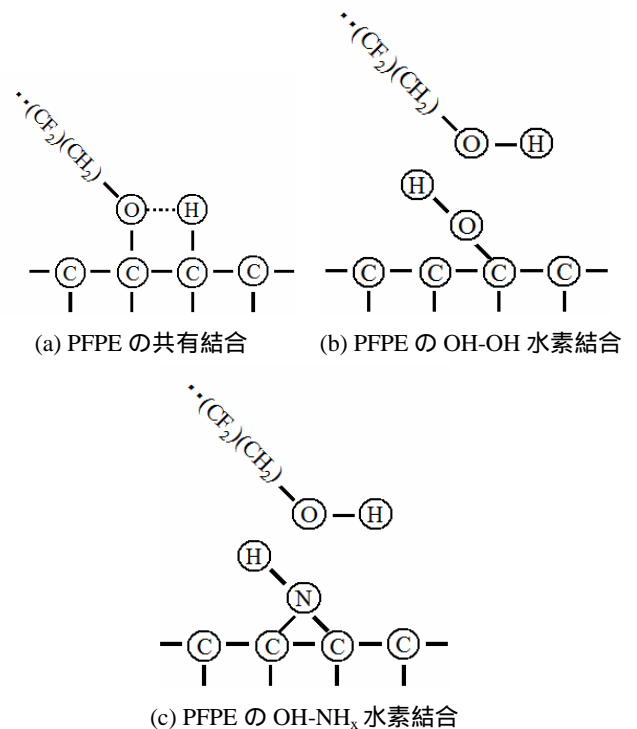 ··(CF₂)(CH₂)
O H
C C C C
(a) PFPE の共有結合
··(CF₂)(CH₂)
O H
H
O
C C C C
(b) PFPE の OH-OH 水素結合
··(CF₂)(CH₂)
O H
H
N
C C C C
(c) PFPE の OH-NHₓ 水素結合